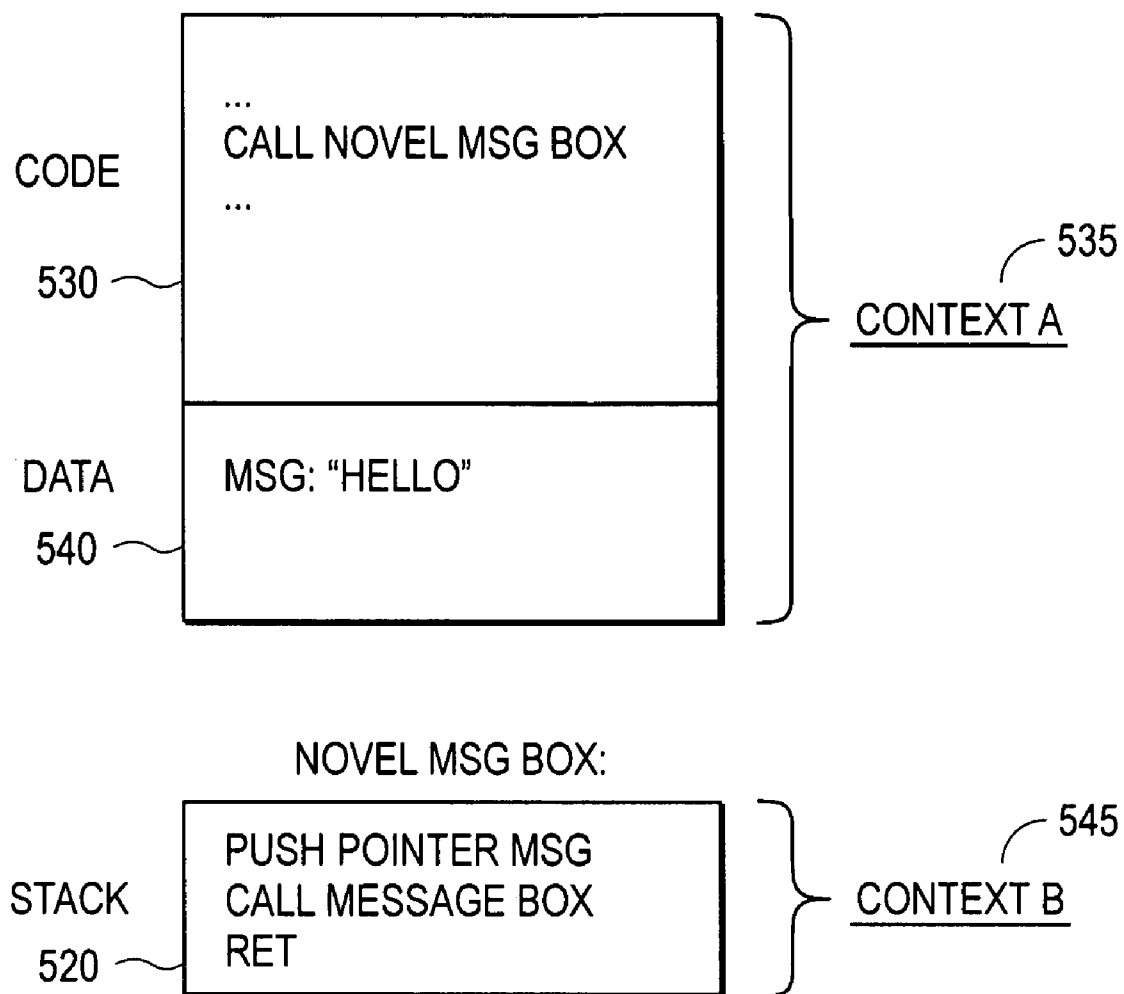 ...
CALL NOVEL MSG BOX
CODE
...
535
530
CONTEXT A
DATA
MSG: “HELLO”
540
NOVEL MSG BOX:
PUSH POINTER MSG
545
STACK
CALL MESSAGE BOX
CONTEXT B
RET
520